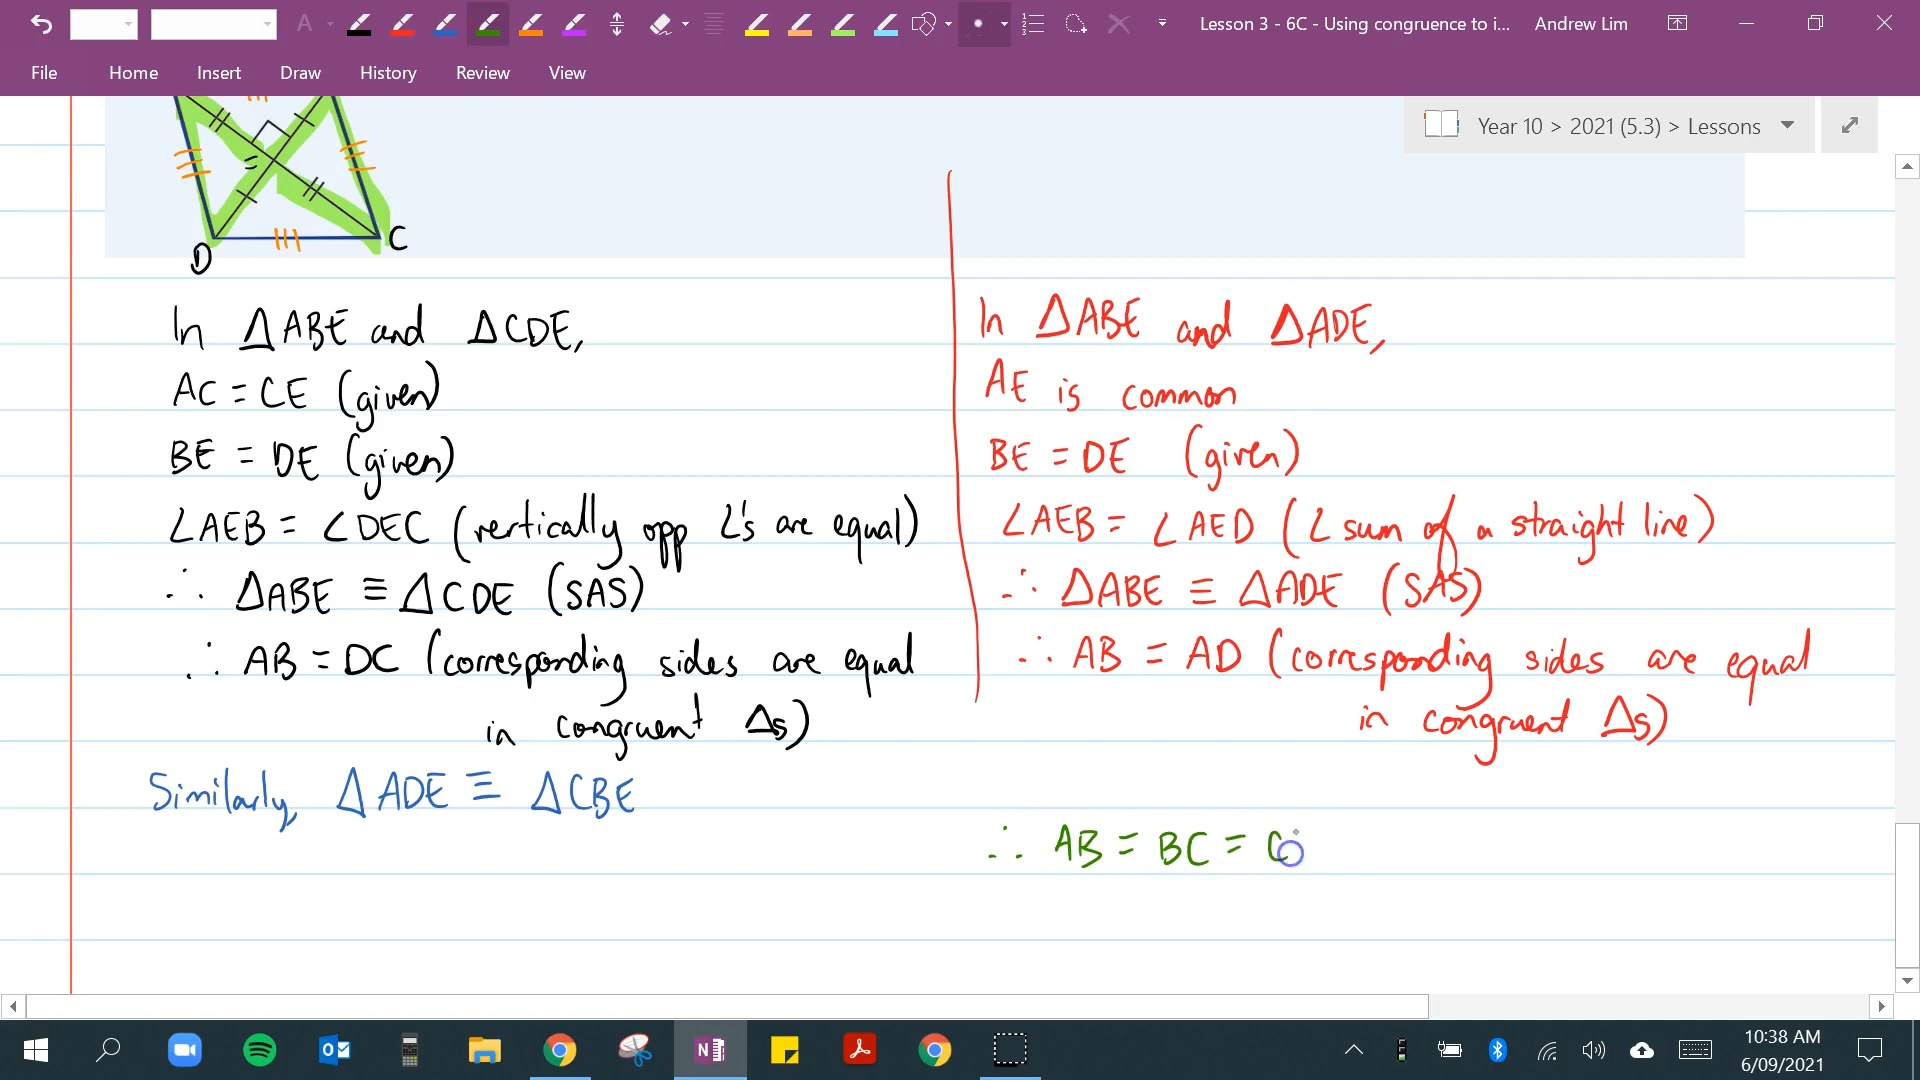 Lesson 3 - 6C - Using congruence to i...
Andrew Lim
File Home Insert Draw History Review View
Year 10 > 2021 (5.3) > Lessons
D
C
In ΔABE and ΔCDE,
AC = CE (given)
BE = DE (given)
∠AEB = ∠DEC (vertically opp ∠'s are equal)
∴ ΔABE ≡ ΔCDE (SAS)
∴ AB = DC (corresponding sides are equal
in congruent Δs)
Similarly, ΔADE ≡ ΔCBE
In ΔABE and ΔADE,
AE is common
BE = DE (given)
∠AEB = ∠AED (∠ sum of a straight line)
∴ ΔABE ≡ ΔADE (SAS)
∴ AB = AD (corresponding sides are equal
in congruent Δs)
∴ AB = BC = C
10:38 AM
6/09/2021